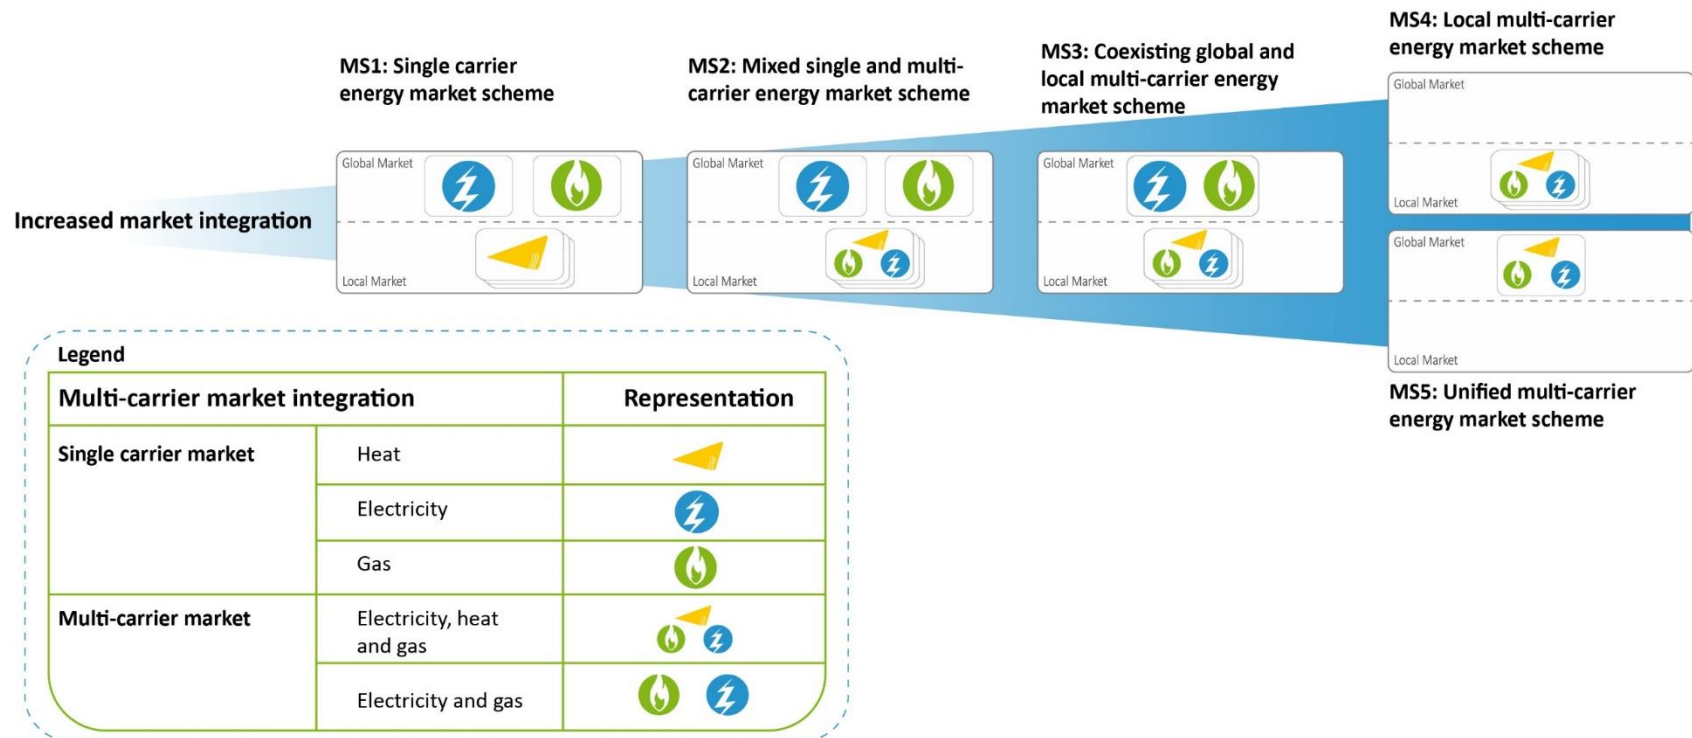 MS1: Single carrier
energy market scheme
MS2: Mixed single and multi-
carrier energy market scheme
MS3: Coexisting global and
local multi-carrier energy
market scheme
MS4: Local multi-carrier
energy market scheme
Increased market integration
Global Market
Local Market
Global Market
Local Market
Global Market
Local Market
Global Market
Local Market
Global Market
Local Market
MS5: Unified multi-carrier
energy market scheme
Legend
Multi-carrier market integration
Representation
Single carrier market
Heat
Electricity
Gas
Multi-carrier market
Electricity, heat
and gas
Electricity and gas